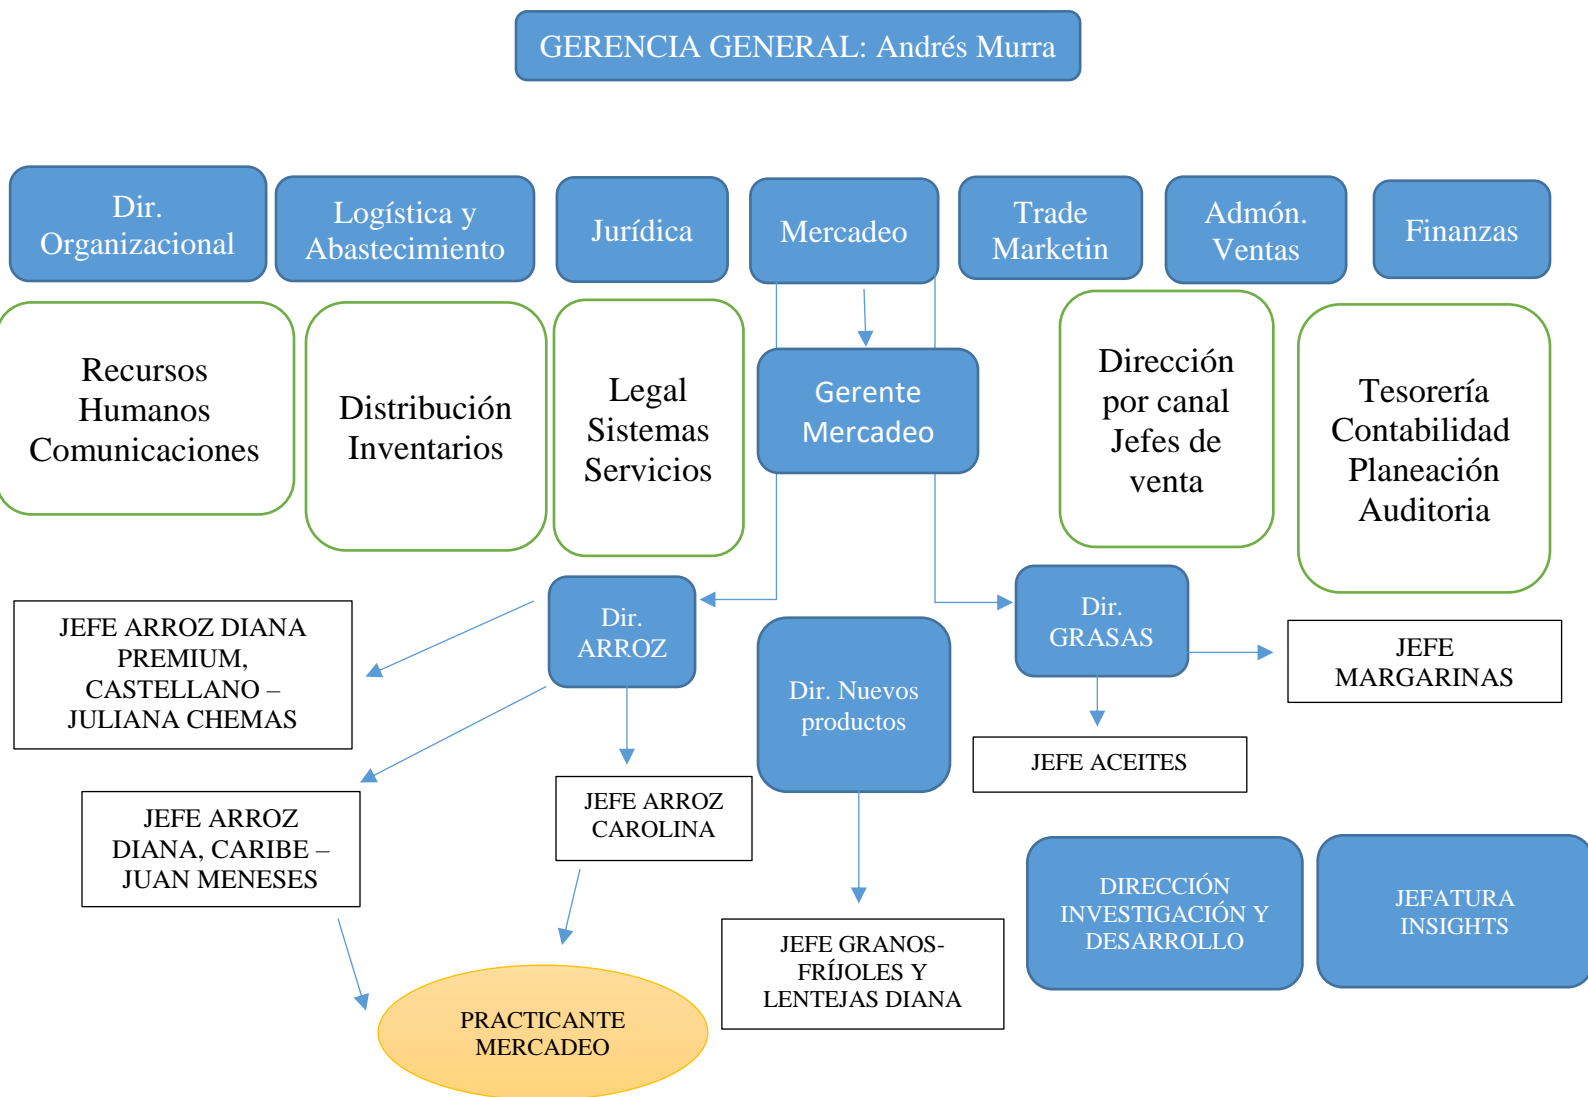 GERENCIA GENERAL: Andrés Murra
Dir.
Organizacional
Logística y
Abastecimiento
Jurídica
Mercadeo
Trade
Marketin
Admón.
Ventas
Finanzas
Recursos
Humanos
Comunicaciones
Distribución
Inventarios
Legal
Sistemas
Servicios
Gerente
Mercadeo
Dirección
por canal
Jefes de
venta
Tesorería
Contabilidad
Planeación
Auditoria
JEFE ARROZ DIANA
PREMIUM,
CASTELLANO –
JULIANA CHEMAS
Dir.
ARROZ
Dir. Nuevos
productos
Dir.
GRASAS
JEFE
MARGARINAS
JEFE ACEITES
JEFE ARROZ
DIANA, CARIBE –
JUAN MENESES
JEFE ARROZ
CAROLINA
JEFE GRANOS-
FRÍJOLES Y
LENTEJAS DIANA
DIRECCIÓN
INVESTIGACIÓN Y
DESARROLLO
JEFATURA
INSIGHTS
PRACTICANTE
MERCADEO